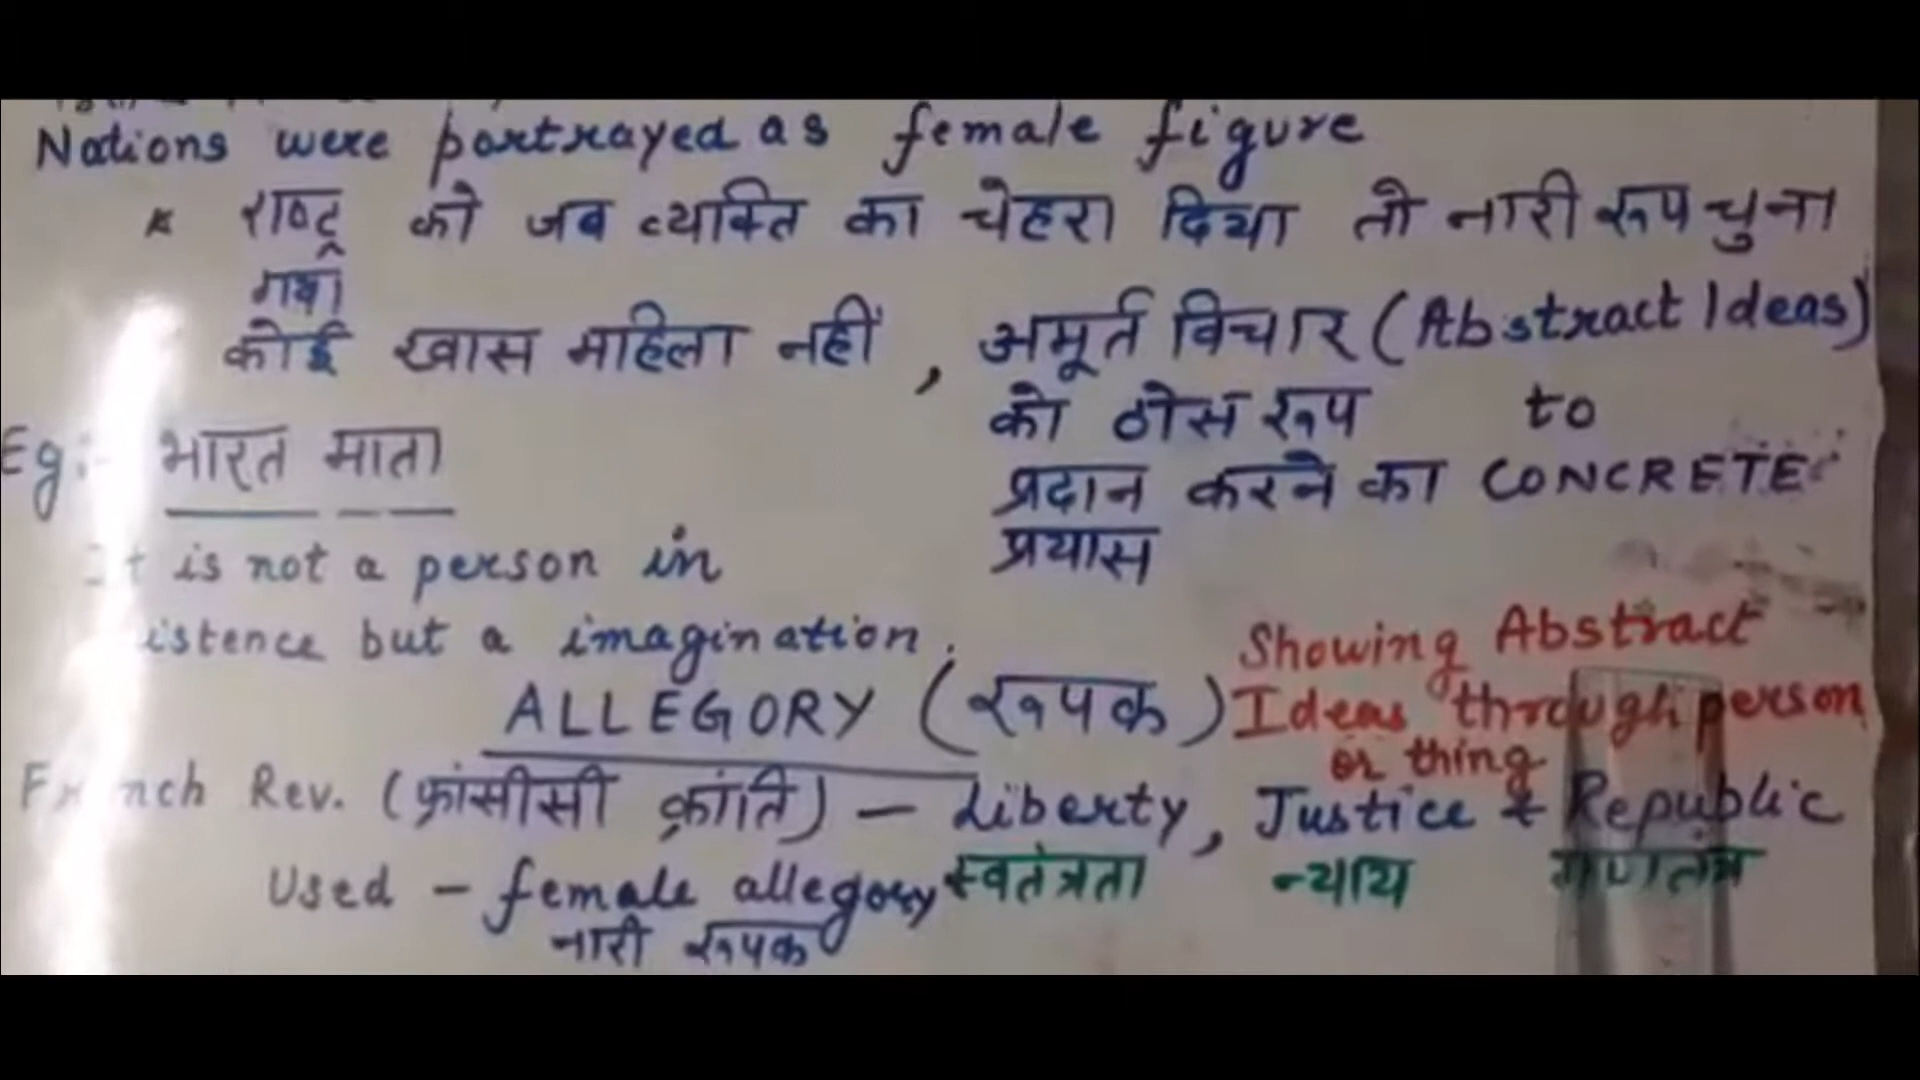 Nations were portrayed as female figure
* राष्ट्र को जब व्यक्ति का चेहरा दिया तो नारी रूप चुना
गया
कोई खास महिला नहीं , अमूर्त विचार (Abstract Ideas)
को ठोस रूप to
Eg:- भारत माता
प्रदान करने का CONCRETE
प्रयास
It is not a person in
istence but a imagination.
Showing Abstract
ALLEGORY (रूपक) Ideas through person
or thing
French Rev. (फ्रांसीसी क्रांति) – Liberty, Justice & Republic
स्वतंत्रता न्याय गणतंत्र
Used – female allegory
नारी रूपक